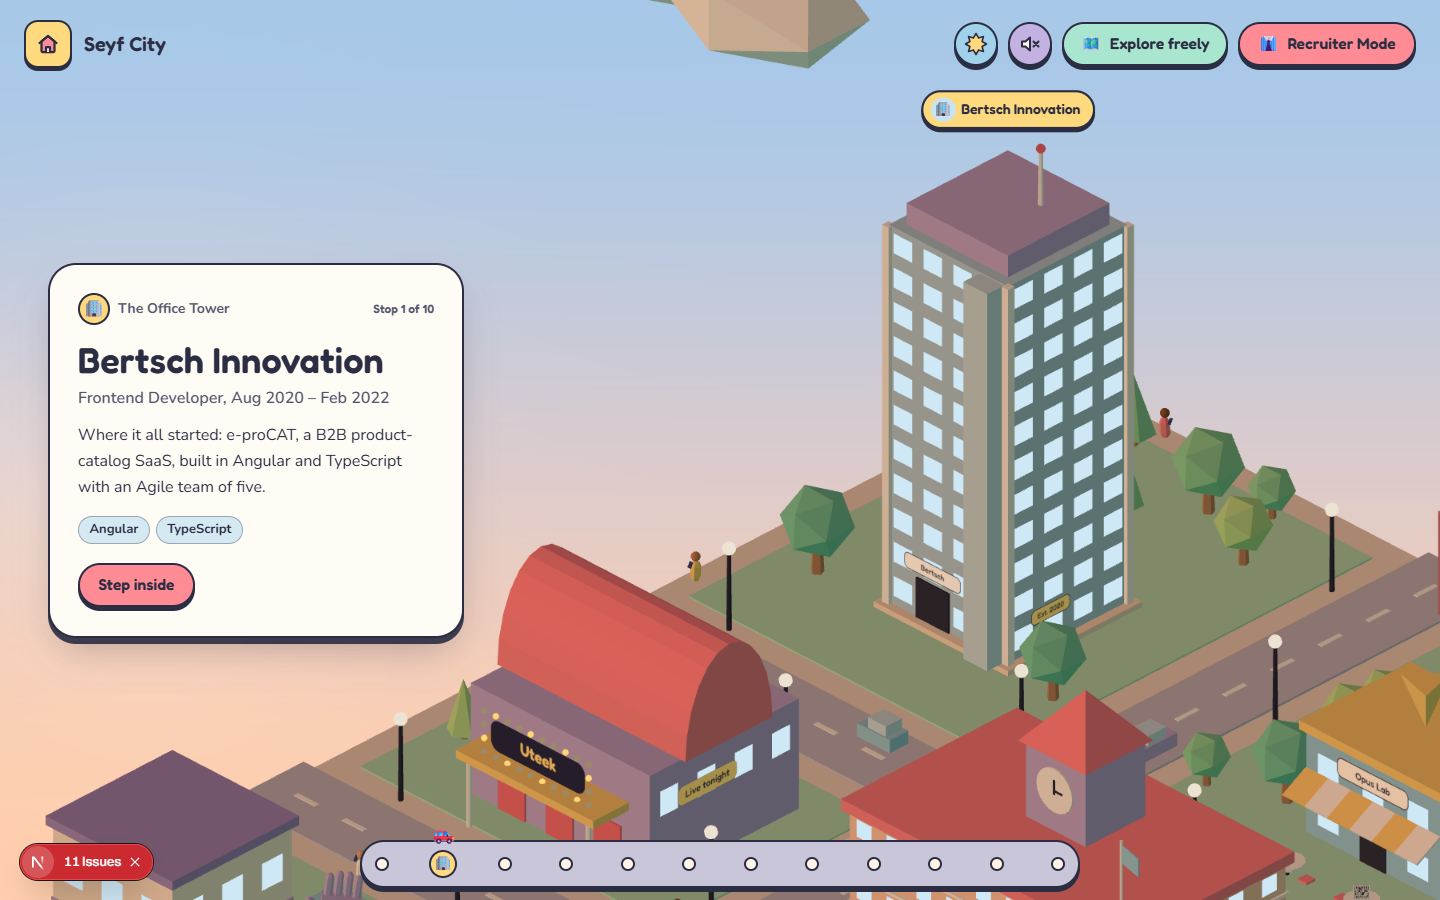 Seyf City
Explore freely
Recruiter Mode
Bertsch Innovation
The Office Tower
Stop 1 of 10
Bertsch Innovation
Frontend Developer, Aug 2020 – Feb 2022
Where it all started: e-proCAT, a B2B product-
catalog SaaS, built in Angular and TypeScript
with an Agile team of five.
Angular
TypeScript
Step inside
Bertsch
Est. 2020
Uteek
Live tonight
Opus Lab
N
11 Issues